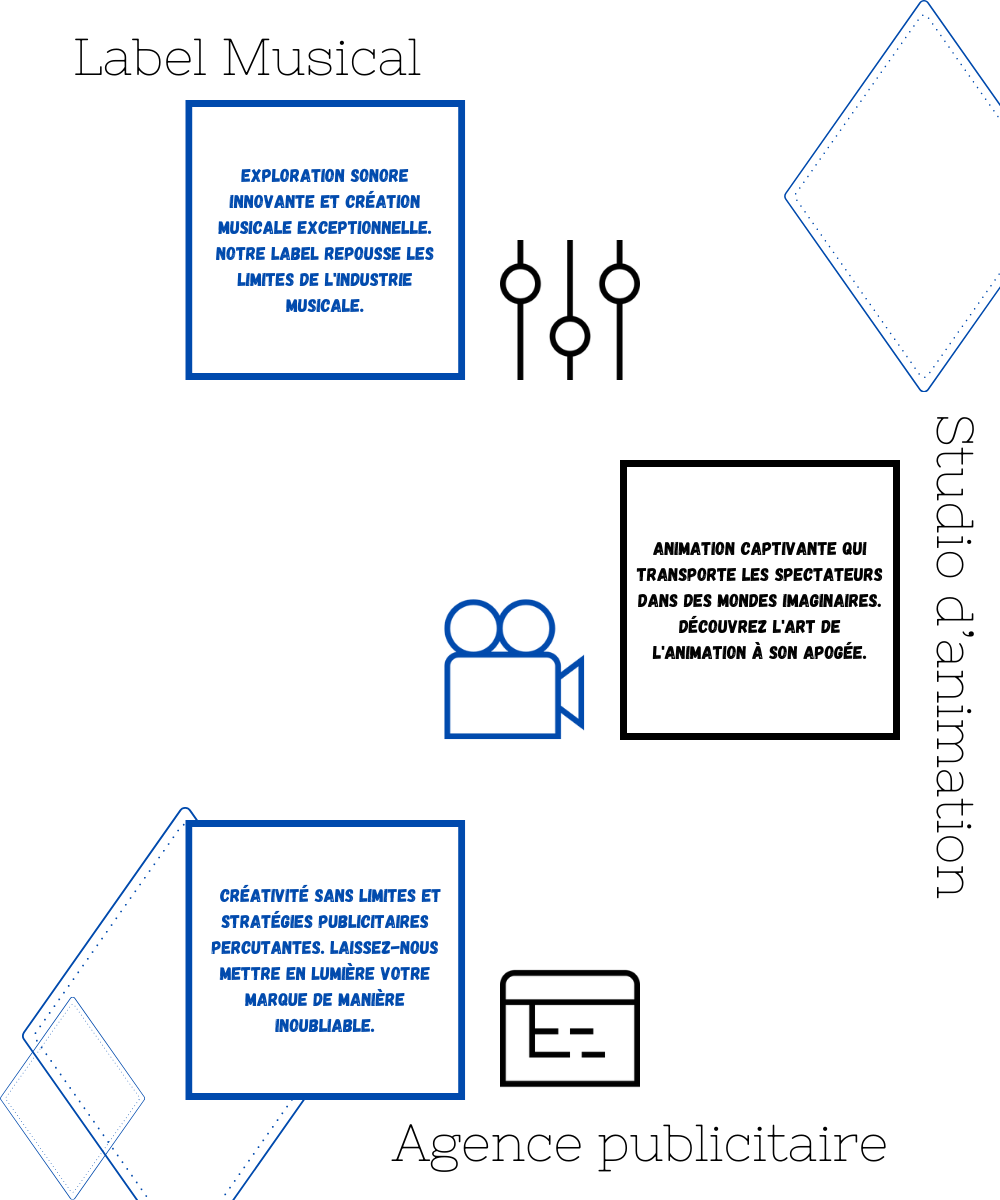 Label Musical
EXPLORATION SONORE
INNOVANTE ET CRÉATION
MUSICALE EXCEPTIONNELLE.
NOTRE LABEL REPOUSSE LES
LIMITES DE L'INDUSTRIE
MUSICALE.
Studio d’animation
ANIMATION CAPTIVANTE QUI
TRANSPORTE LES SPECTATEURS
DANS DES MONDES IMAGINAIRES.
DÉCOUVREZ L'ART DE
L'ANIMATION À SON APOGÉE.
CRÉATIVITÉ SANS LIMITES ET
STRATÉGIES PUBLICITAIRES
PERCUTANTES. LAISSEZ-NOUS
METTRE EN LUMIÈRE VOTRE
MARQUE DE MANIÈRE
INOUBLIABLE.
Agence publicitaire